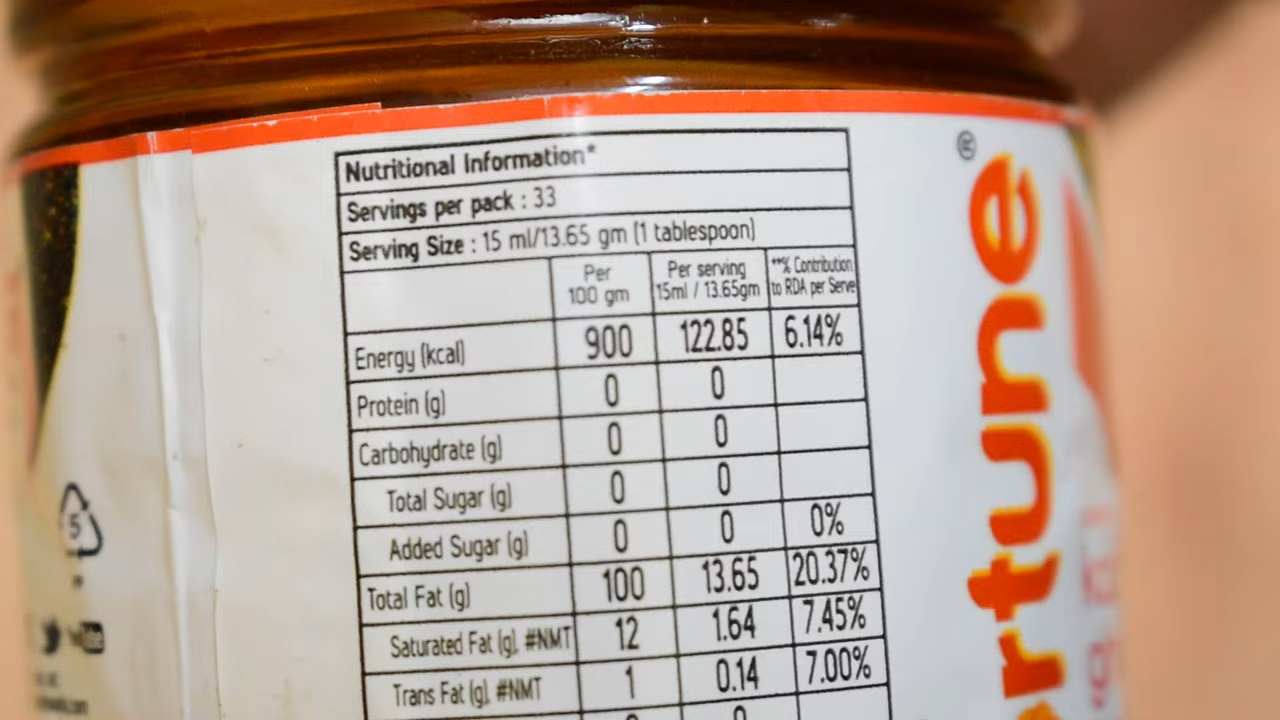 Nutritional Information*
Servings per pack : 33
Serving Size : 15 ml/13.65 gm (1 tablespoon)
Per 100 gm Per serving 15ml / 13.65gm **% Contribution to RDA per Serve
Energy (kcal) 900 122.85 6.14%
Protein (g) 0 0
Carbohydrate (g) 0 0
Total Sugar (g) 0 0
Added Sugar (g) 0 0 0%
Total Fat (g) 100 13.65 20.37%
Saturated Fat (g), #NMT 12 1.64 7.45%
Trans Fat (g), #NMT 1 0.14 7.00%
0 0
®
ortune
5